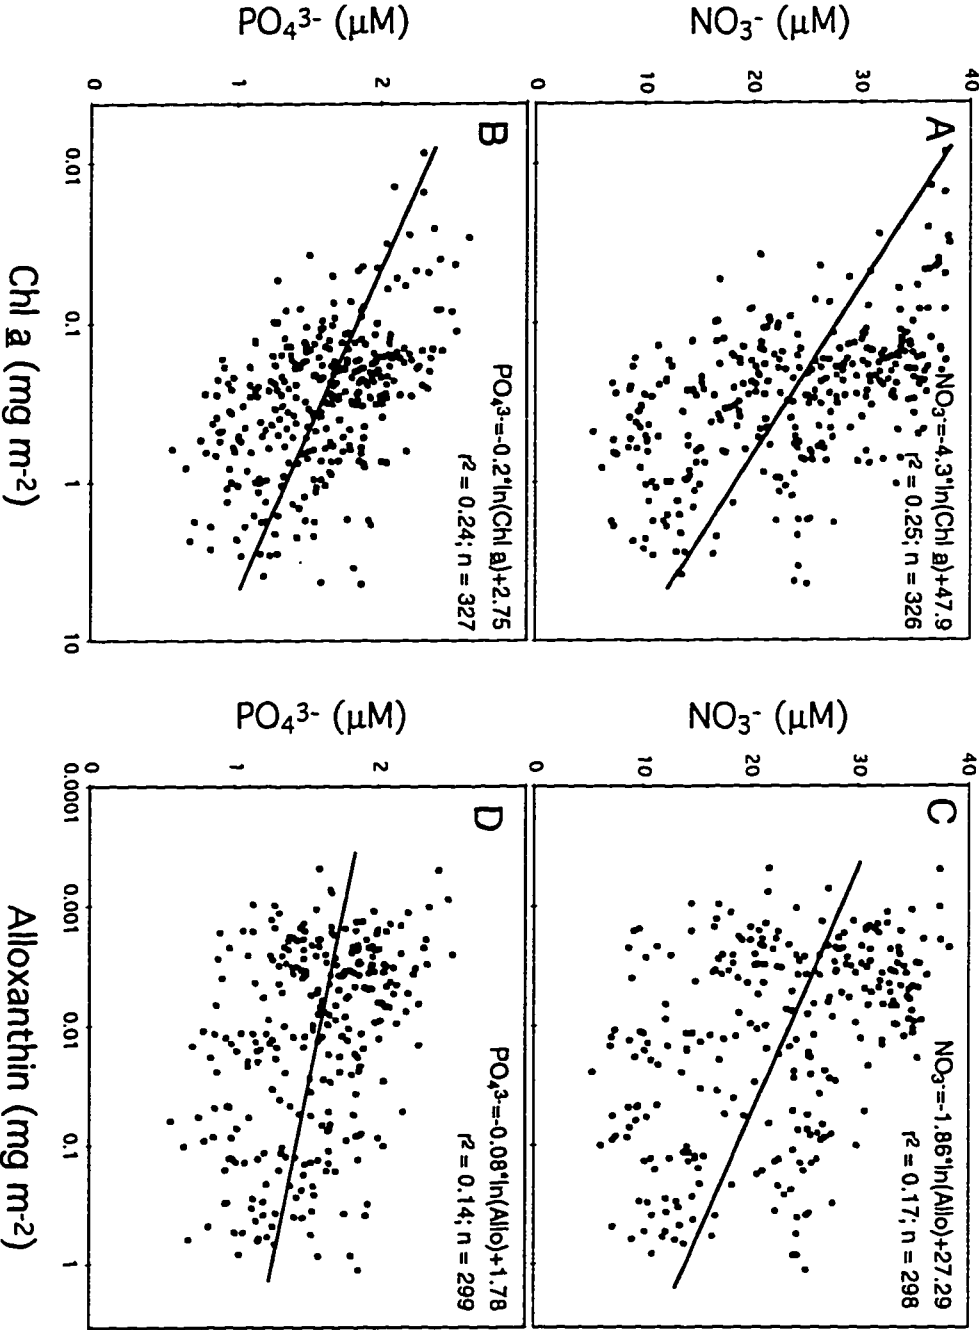 A
NO₃⁻=-4.3*ln(Chl a)+47.9
r² = 0.25; n = 326
NO₃⁻ (µM)
40
30
20
10
0
B
PO₄³⁻=-0.2*ln(Chl a)+2.75
r² = 0.24; n = 327
PO₄³⁻ (µM)
2
1
0
0.01
0.1
1
10
Chl a (mg m⁻²)
C
NO₃⁻=-1.86*ln(Allo)+27.29
r² = 0.17; n = 298
NO₃⁻ (µM)
40
30
20
10
0
D
PO₄³⁻=-0.08*ln(Allo)+1.78
r² = 0.14; n = 299
PO₄³⁻ (µM)
2
1
0
0.0001
0.001
0.01
0.1
1
Alloxanthin (mg m⁻²)